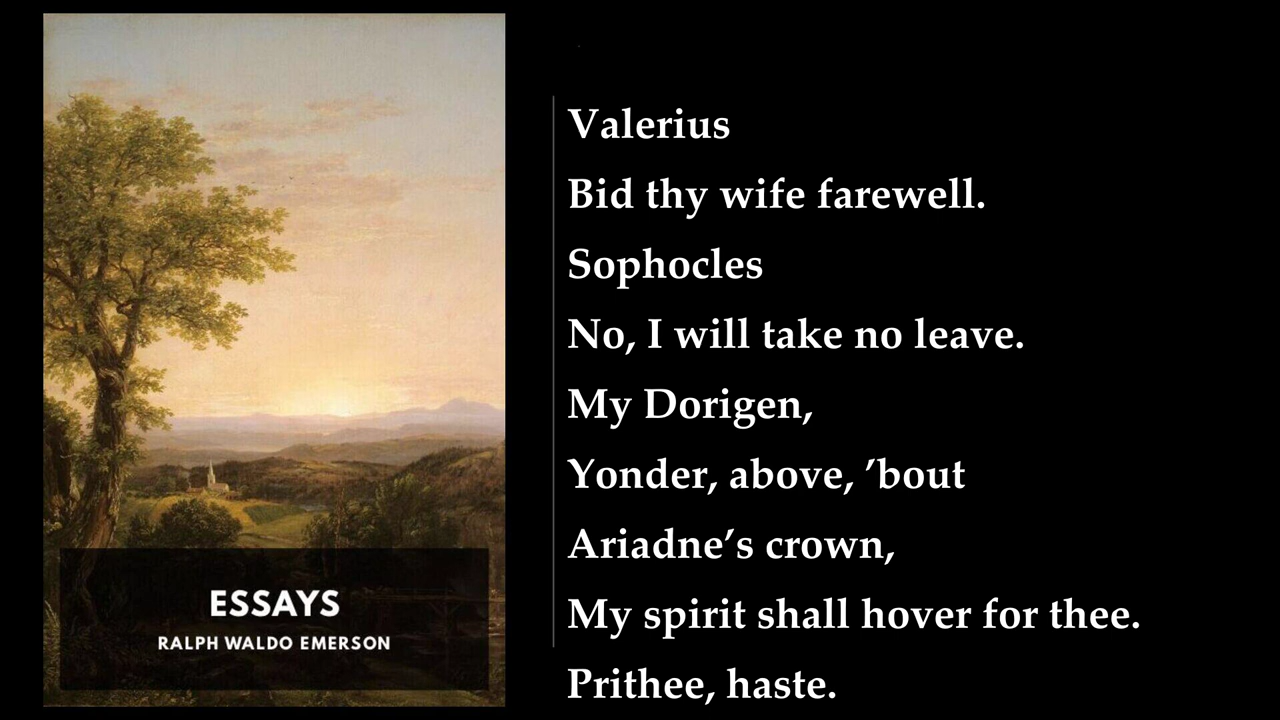 ESSAYS
RALPH WALDO EMERSON
Valerius
Bid thy wife farewell.
Sophocles
No, I will take no leave.
My Dorigen,
Yonder, above, ’bout
Ariadne’s crown,
My spirit shall hover for thee.
Prithee, haste.